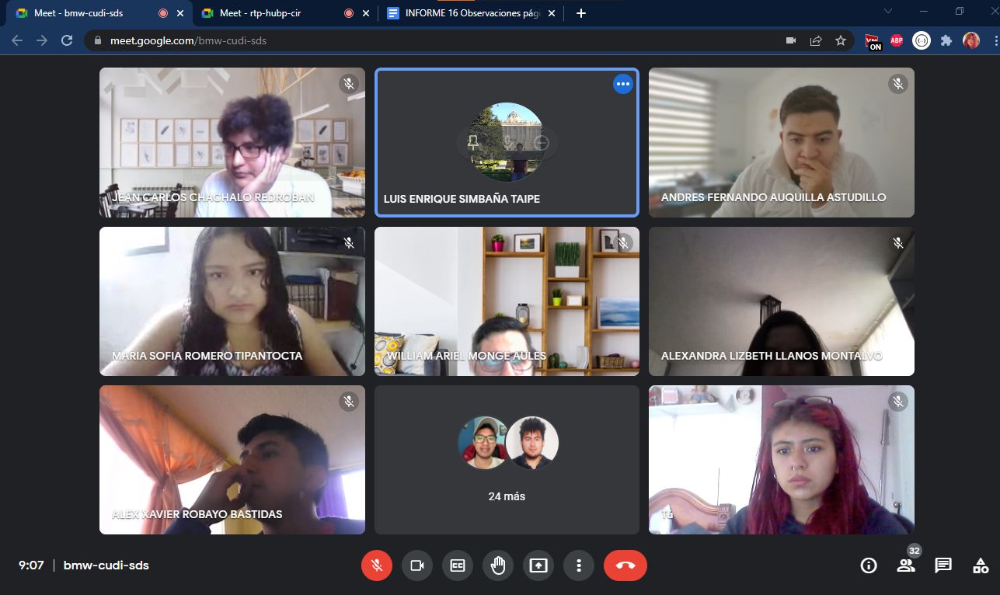 Meet - bmw-cudi-sds
Meet - rtp-hubp-cir
INFORME 16 Observaciones pági
meet.google.com/bmw-cudi-sds
ON
ABP
JEAN CARLOS CHACHALO REDROBAN
LUIS ENRIQUE SIMBAÑA TAIPE
ANDRES FERNANDO AUQUILLA ASTUDILLO
MARIA SOFIA ROMERO TIPANTOCTA
WILLIAM ARIEL MONGE AULES
ALEXANDRA LIZBETH LLANOS MONTALVO
ALEX XAVIER ROBAYO BASTIDAS
24 más
Tú
9:07
bmw-cudi-sds
CC
32